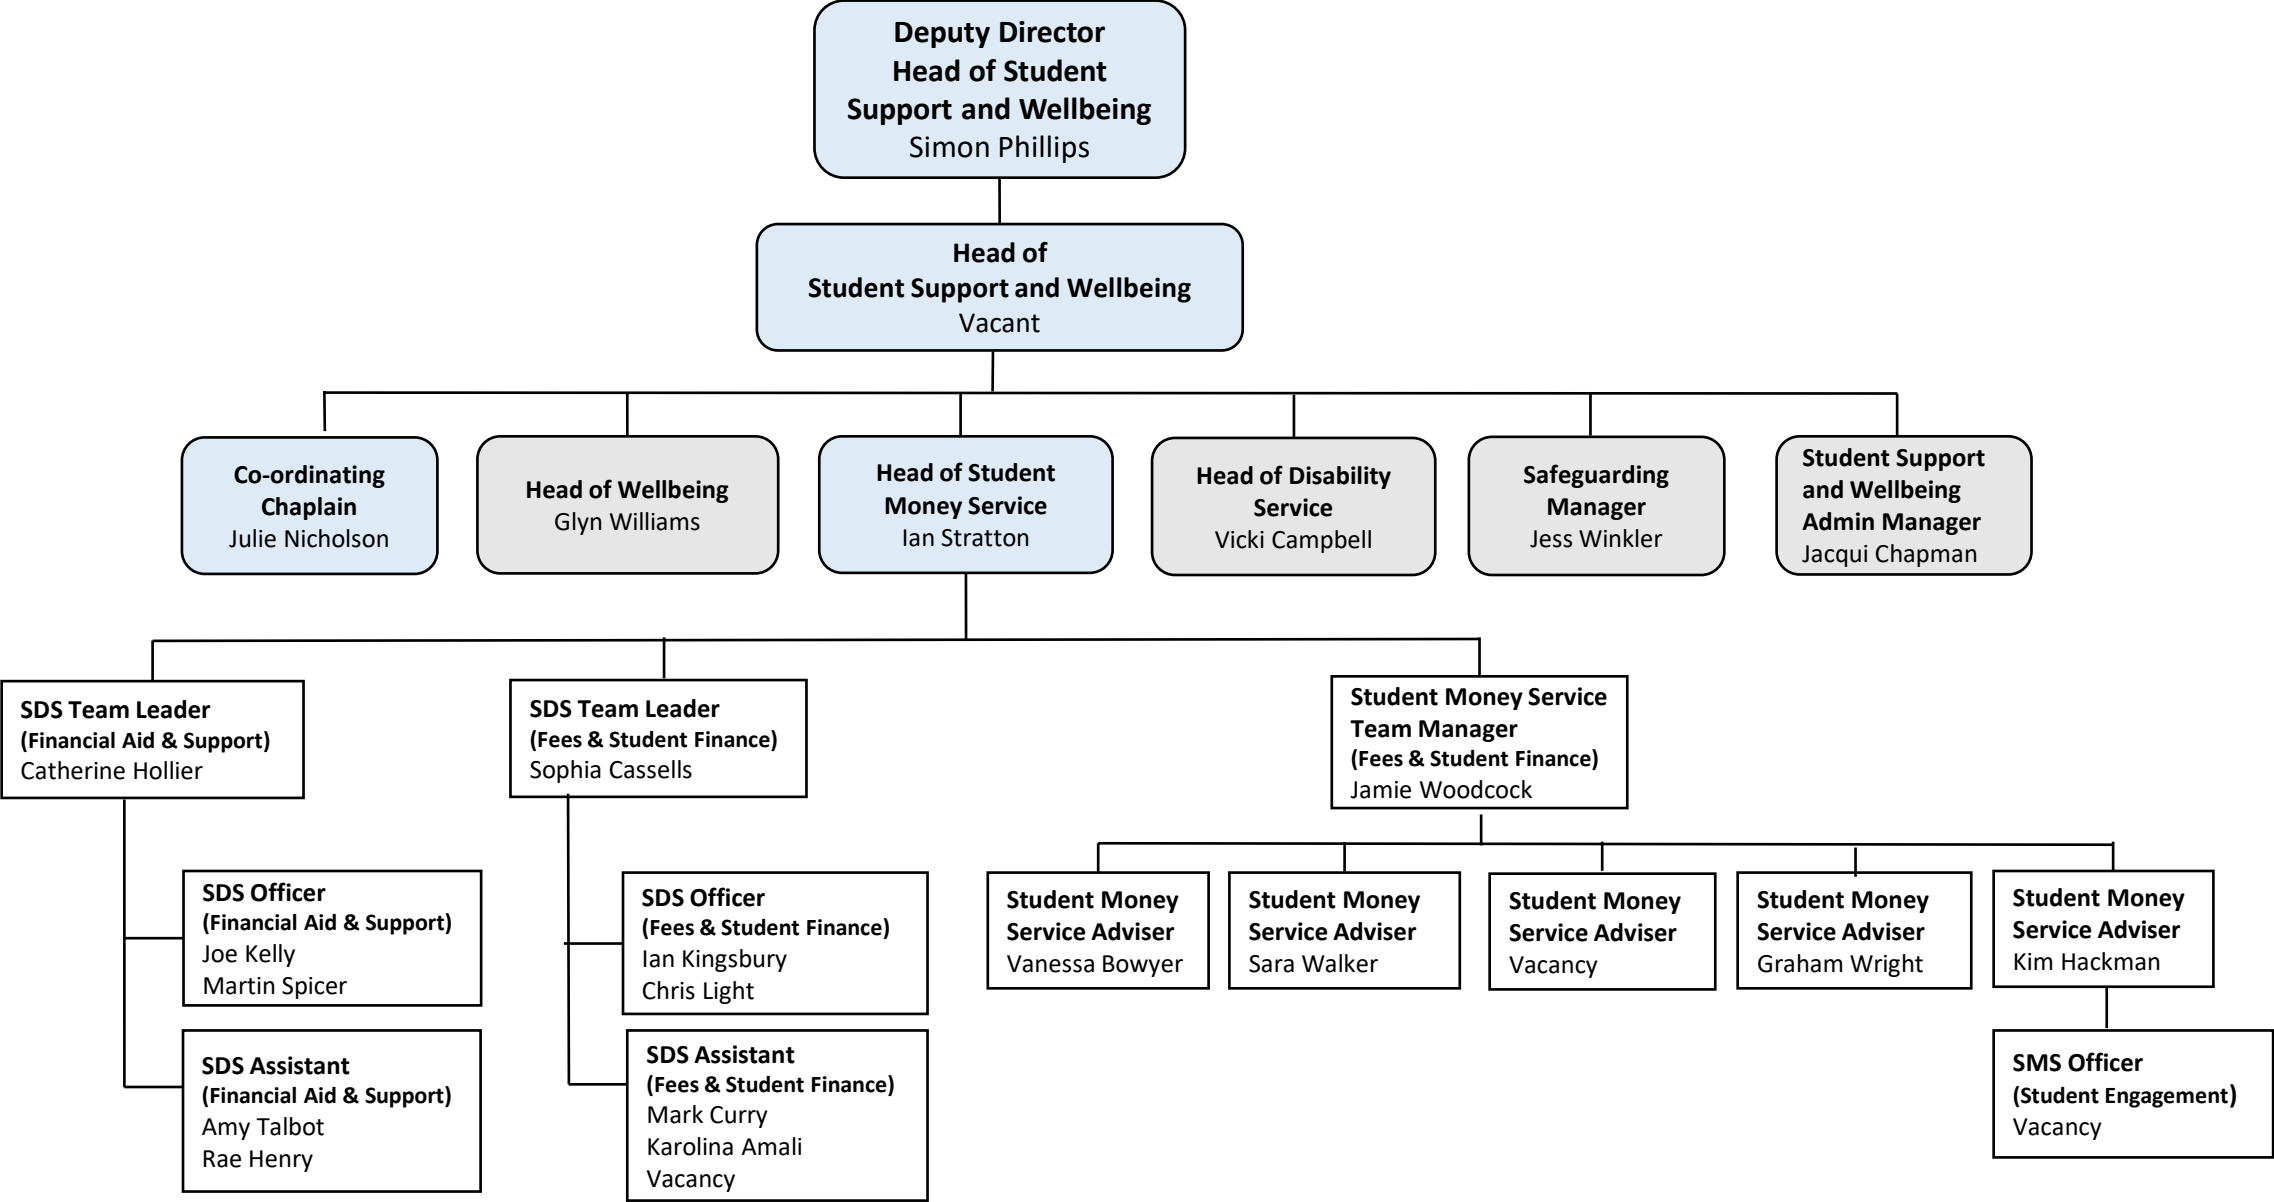 Deputy Director
Head of Student
Support and Wellbeing
Simon Phillips
Head of
Student Support and Wellbeing
Vacant
Co-ordinating
Chaplain
Julie Nicholson
Head of Wellbeing
Glyn Williams
Head of Student
Money Service
Ian Stratton
Head of Disability
Service
Vicki Campbell
Safeguarding
Manager
Jess Winkler
Student Support
and Wellbeing
Admin Manager
Jacqui Chapman
SDS Team Leader
(Financial Aid & Support)
Catherine Hollier
SDS Team Leader
(Fees & Student Finance)
Sophia Cassells
Student Money Service
Team Manager
(Fees & Student Finance)
Jamie Woodcock
SDS Officer
(Financial Aid & Support)
Joe Kelly
Martin Spicer
SDS Officer
(Fees & Student Finance)
Ian Kingsbury
Chris Light
Student Money
Service Adviser
Vanessa Bowyer
Student Money
Service Adviser
Sara Walker
Student Money
Service Adviser
Vacancy
Student Money
Service Adviser
Graham Wright
Student Money
Service Adviser
Kim Hackman
SDS Assistant
(Financial Aid & Support)
Amy Talbot
Rae Henry
SDS Assistant
(Fees & Student Finance)
Mark Curry
Karolina Amali
Vacancy
SMS Officer
(Student Engagement)
Vacancy